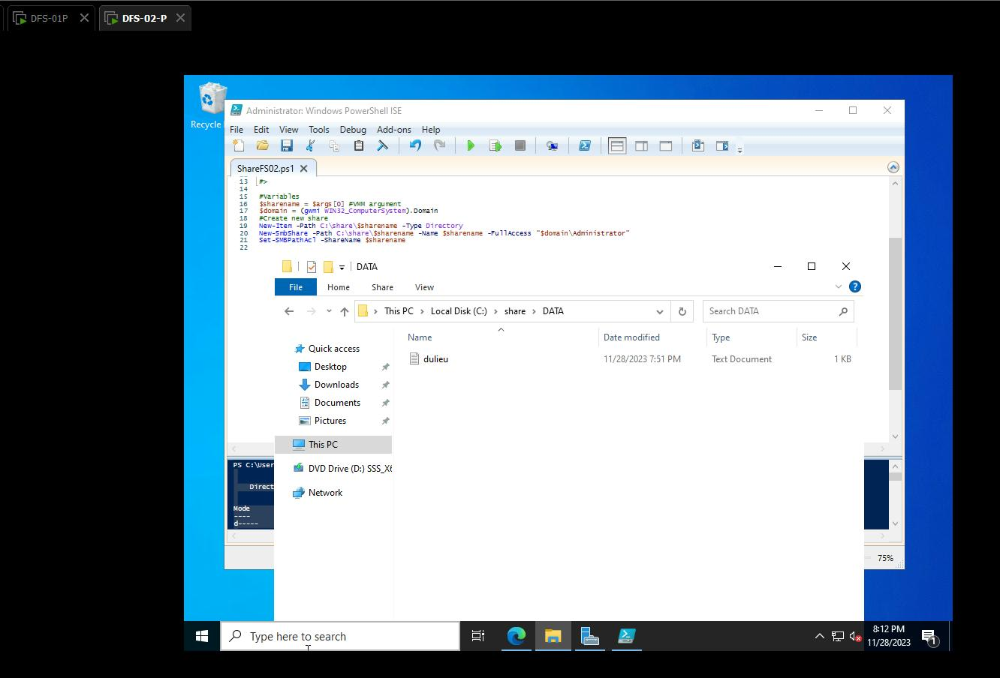 DFS-01P
DFS-02-P
Recycle
Administrator: Windows PowerShell ISE
File Edit View Tools Debug Add-ons Help
ShareFS02.ps1
13 #>
14
15 #Variables
16 $sharename = $args[0] #VMM argument
17 $domain = (gwmi WIN32_ComputerSystem).Domain
18 #Create new share
19 New-Item -Path C:\share\$sharename -Type Directory
20 New-SmbShare -Path C:\share\$sharename -Name $sharename -FullAccess "$domain\Administrator"
21 Set-SMBPathAcl -ShareName $sharename
22
DATA
File Home Share View
This PC > Local Disk (C:) > share > DATA
Search DATA
Name Date modified Type Size
dulieu 11/28/2023 7:51 PM Text Document 1 KB
Quick access
Desktop
Downloads
Documents
Pictures
This PC
DVD Drive (D:) SSS_X6
Network
PS C:\User
Direct
Mode
----
d-----
75%
Type here to search
8:12 PM
11/28/2023
1